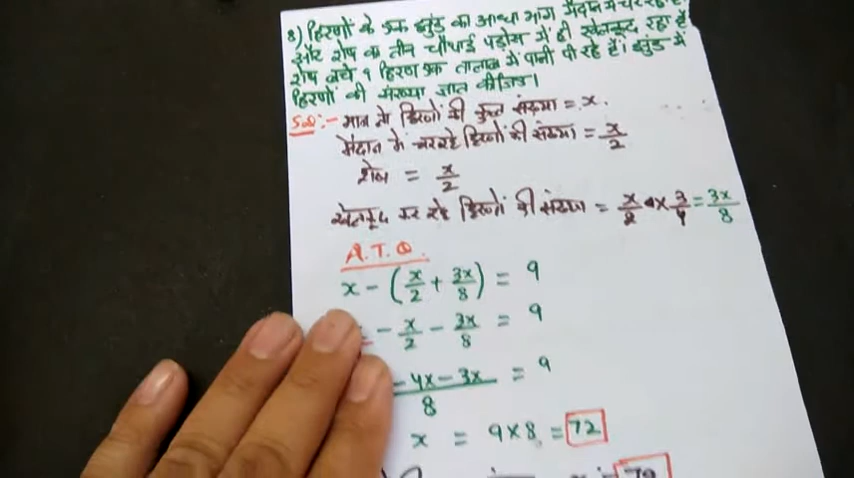 8) हिरणों के एक झुंड का आधा भाग मैदान में चर रहा है
और शेष का तीन चौथाई पड़ोस में ही खेलकूद रहा है
शेष बचे 9 हिरण एक तालाब में पानी पी रहे हैं। झुंड में
हिरणों की संख्या ज्ञात कीजिए।
Sol:- मान लो हिरणों की कुल संख्या = x.
मैदान में चर रहे हिरणों की संख्या = x/2
शेष = x/2
खेलकूद कर रहे हिरणों की संख्या = x/2 × 3/4 = 3x/8
A.T.Q.
x - (x/2 + 3x/8) = 9
- x/2 - 3x/8 = 9
- 4x - 3x / 8 = 9
x = 9×8 = 72